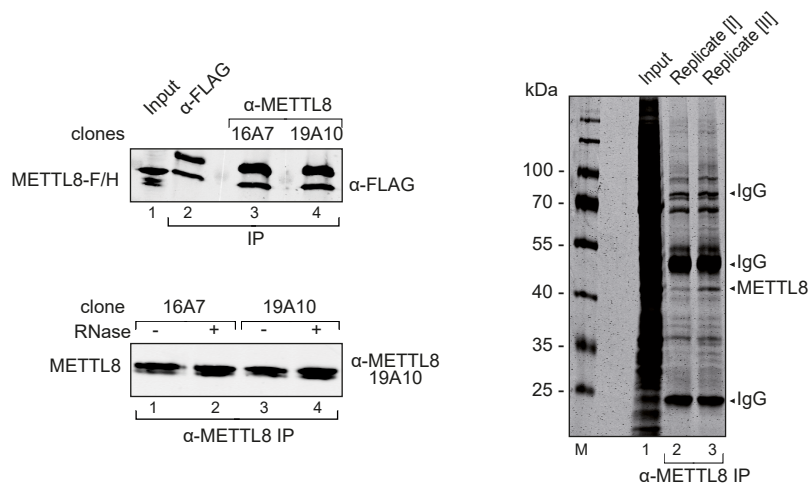 Input
α-FLAG
α-METTL8
clones
16A7 19A10
METTL8-F/H
α-FLAG
1 2 3 4
IP
clone 16A7 19A10
RNase - + - +
METTL8
α-METTL8
19A10
1 2 3 4
α-METTL8 IP
Input
Replicate [I]
Replicate [II]
kDa
100 -
70 -
55 -
40 -
35 -
25 -
IgG
IgG
METTL8
IgG
M 1 2 3
α-METTL8 IP